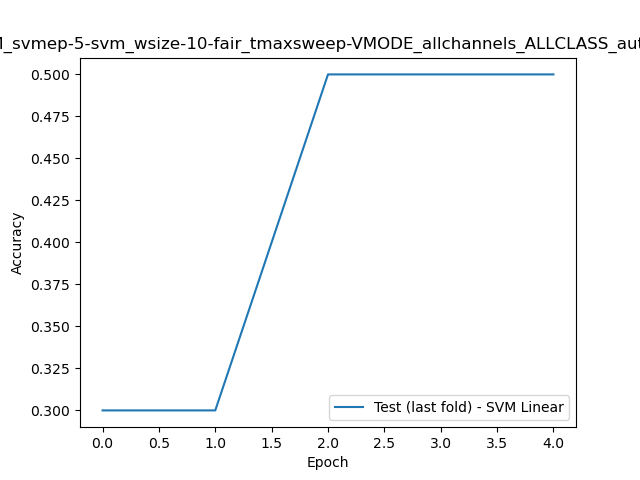 _svmep-5-svm_wsize-10-fair_tmaxsweep-VMODE_allchannels_ALLCLASS_aut
0.500
0.475
0.450
0.425
0.400
0.375
0.350
0.325
0.300
Accuracy
Test (last fold) - SVM Linear
0.0 0.5 1.0 1.5 2.0 2.5 3.0 3.5 4.0
Epoch